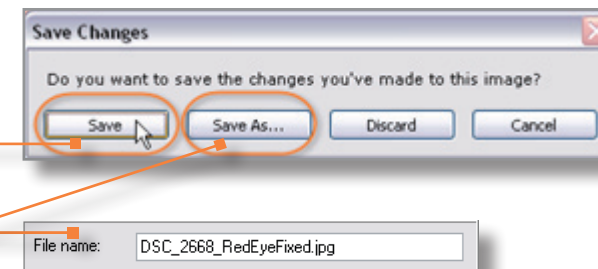 Save Changes
Do you want to save the changes you've made to this image?
Save Save As... Discard Cancel
File name: DSC_2668_RedEyeFixed.jpg